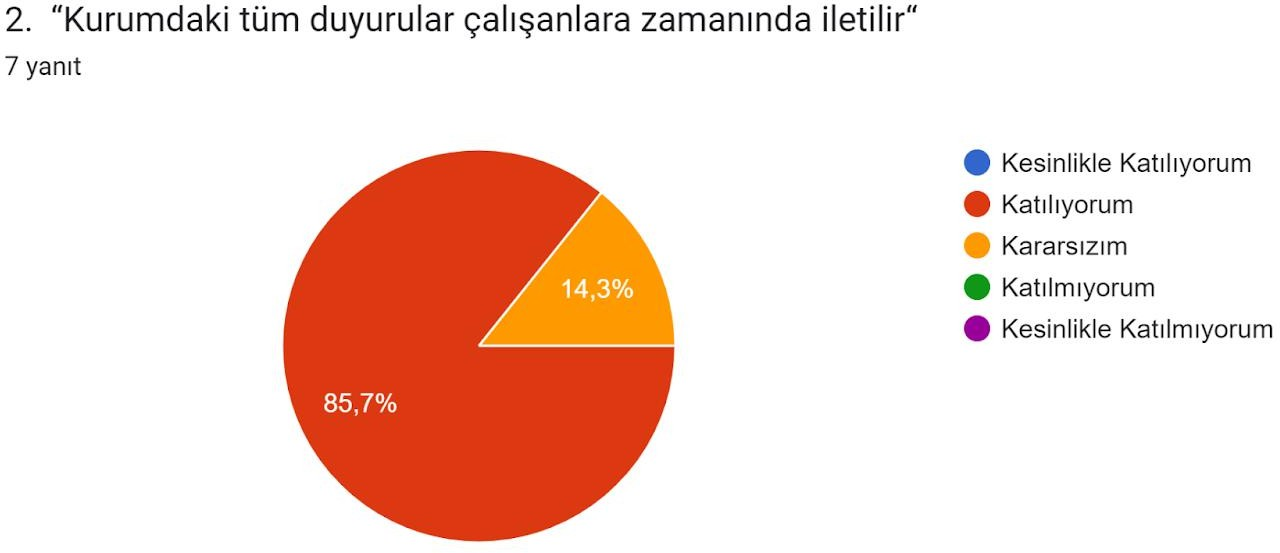 2. “Kurumdaki tüm duyurular çalışanlara zamanında iletilir“
7 yanıt
Kesinlikle Katılıyorum
Katılıyorum
Kararsızım
Katılmıyorum
Kesinlikle Katılmıyorum
14,3%
85,7%